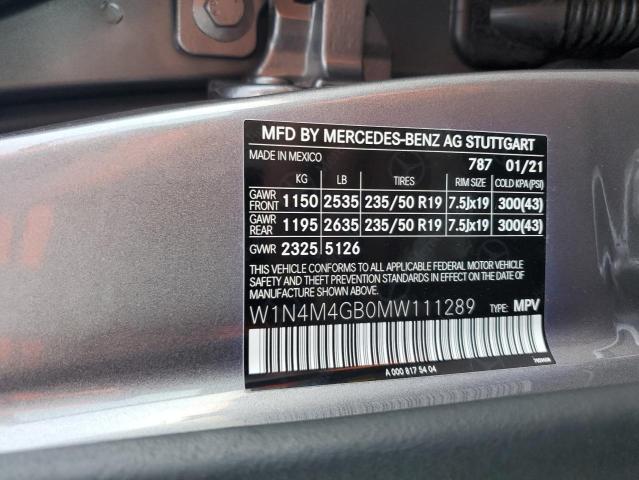 MFD BY MERCEDES-BENZ AG STUTTGART
MADE IN MEXICO 787 01/21
KG LB TIRES RIM SIZE COLD KPA(PSI)
GAWR FRONT 1150 2535 235/50 R19 7.5Jx19 300(43)
GAWR REAR 1195 2635 235/50 R19 7.5Jx19 300(43)
GVWR 2325 5126
THIS VEHICLE CONFORMS TO ALL APPLICABLE FEDERAL MOTOR VEHICLE
SAFETY, BUMPER, AND THEFT PREVENTION STANDARDS IN EFFECT ON THE
DATE OF MANUFACTURE SHOWN ABOVE.
W1N4M4GB0MW111289 TYPE: MPV
A 000 817 54 04